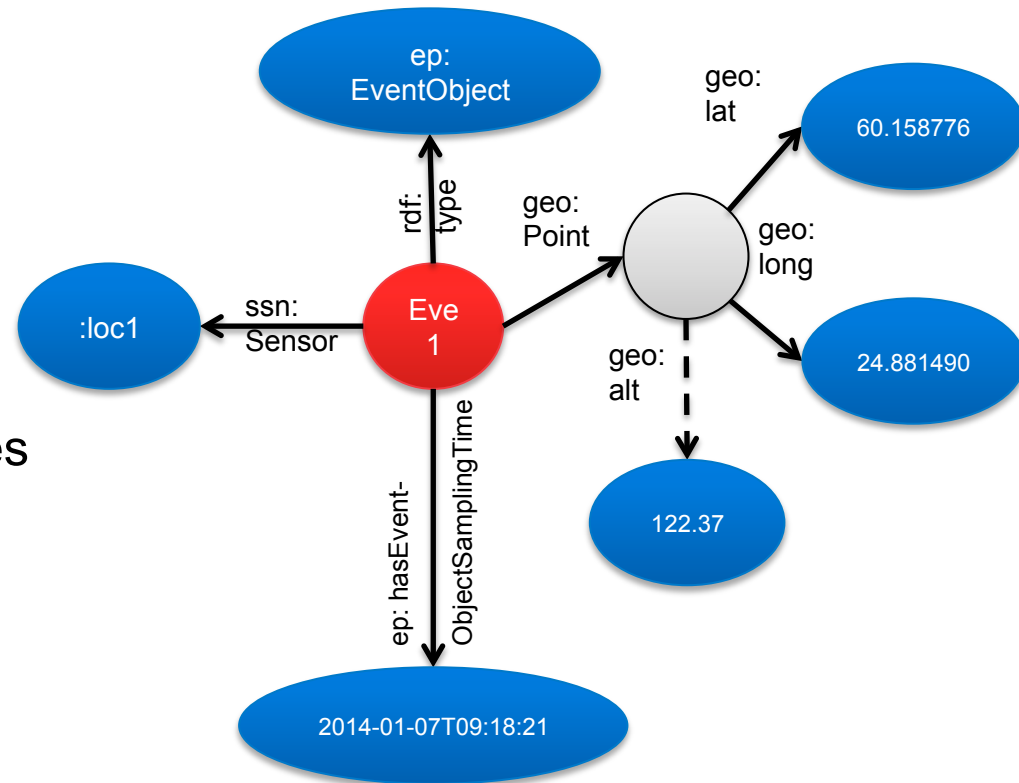 ep:
EventObject
geo:
lat
60.158776
rdf:
type
geo:
Point
geo:
long
:loc1
ssn:
Sensor
Eve
1
geo:
alt
24.881490
es
ep: hasEvent-
ObjectSamplingTime
122.37
2014-01-07T09:18:21